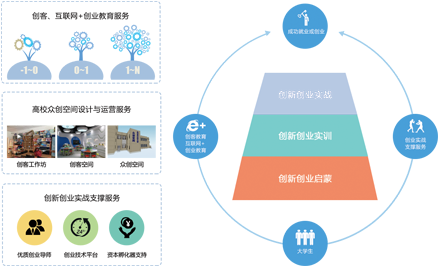 创客、互联网+创业教育服务
-1~0
0~1
1~N
高校众创空间设计与运营服务
创客工作坊
创客空间
众创空间
创新创业实战支撑服务
优质创业导师
创业技术平台
资本孵化器支持
成功就业或创业
创客教育
互联网+
创业教育
创业实战
支撑服务
大学生
创新创业实战
创新创业实训
创新创业启蒙